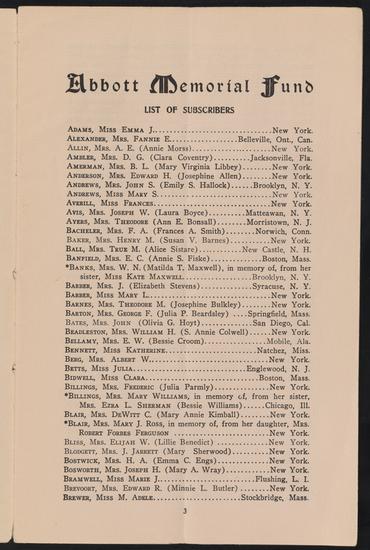 Abbott Memorial Fund
LIST OF SUBSCRIBERS
ADAMS, MISS EMMA J..............................New York.
ALEXANDER, MRS. FANNIE E..................Belleville, Ont., Can.
ALLIN, MRS. A. E. (Annie Morss)....................New York.
AMBLER, MRS. D. G. (Clara Coventry)..........Jacksonville, Fla.
AMERMAN, MRS. B. L. (Mary Virginia Libbey)........New York.
ANDERSON, MRS. EDWARD H. (Josephine Allen)........New York.
ANDREWS, MRS. JOHN S. (Emily S. Hallock)......Brooklyn, N. Y.
ANDREWS, MISS MARY S..............................New York.
AVERILL, MISS FRANCES..............................New York.
AVIS, MRS. JOSEPH W. (Laura Boyce)..........Matteawan, N. Y.
AYERS, MRS. THEODORE (Ann E. Bonsall)........Morristown, N. J.
BACHELER, MRS. F. A. (Frances A. Smith).......Norwich, Conn.
BAKER, MRS. HENRY M. (Susan V. Barnes)...........New York.
BALL, MRS. TRUE M. (Alice Sistare)...........New Castle, N. H.
BANFIELD, MRS. E. C. (Annie S. Fiske)..............Boston, Mass.
*BANKS, MRS. W. N. (Matilda T. Maxwell), in memory of, from her
sister, MISS KATE MAXWELL..................Brooklyn, N. Y.
BARBER, MRS. J. (Elizabeth Stevens)..............Syracuse, N. Y.
BARBER, MISS MARY L..............................New York.
BARNES, MRS. THEODORE M. (Josephine Bulkley).......New York.
BARTON, MRS. GEORGE F. (Julia P. Beardsley) ....Springfield, Mass.
BATES, MRS. JOHN (Olivia G. Hoyt)..............San Diego, Cal.
BEADLESTON, MRS. WILLIAM H. (S. Annie Colwell).....New York.
BELLAMY, MRS. E. W. (Bessie Croom)................Mobile, Ala.
BENNETT, MISS KATHERINE.......................Natchez, Miss.
BERG, MRS. ALBERT W..............................New York.
BETTS, MISS JULIA.............................Englewood, N. J.
BIDWELL, MISS CLARA............................Boston, Mass.
BILLINGS, MRS. FREDERIC (Julia Parmly)..............New York.
*BILLINGS, MRS. MARY WILLIAMS, in memory of, from her sister,
MRS. EZRA L. SHERMAN (Bessie Williams)......Chicago, Ill.
BLAIR, MRS. DEWITT C. (Mary Annie Kimball)........New York.
*BLAIR, MRS. MARY J. ROSS, in memory of, from her daughter, MRS.
ROBERT FORBES FERGUSON ........................New York.
BLISS, MRS. ELIJAH W. (Lillie Benedict) ............New York.
BLODGETT, MRS. J. JARRETT (Mary Sherwood)..........New York.
BOSTWICK, MRS. H. A. (Emma C. Engs)..............New York.
BOSWORTH, MRS. JOSEPH H. (Mary A. Wray)...........New York.
BRAMWELL, MISS MARIE J.........................Flushing, L. I.
BREVOORT, MRS. EDWARD R. (Minnie L. Butler) ........New York.
BREWER, MISS M. ADELE......................Stockbridge, Mass.
3